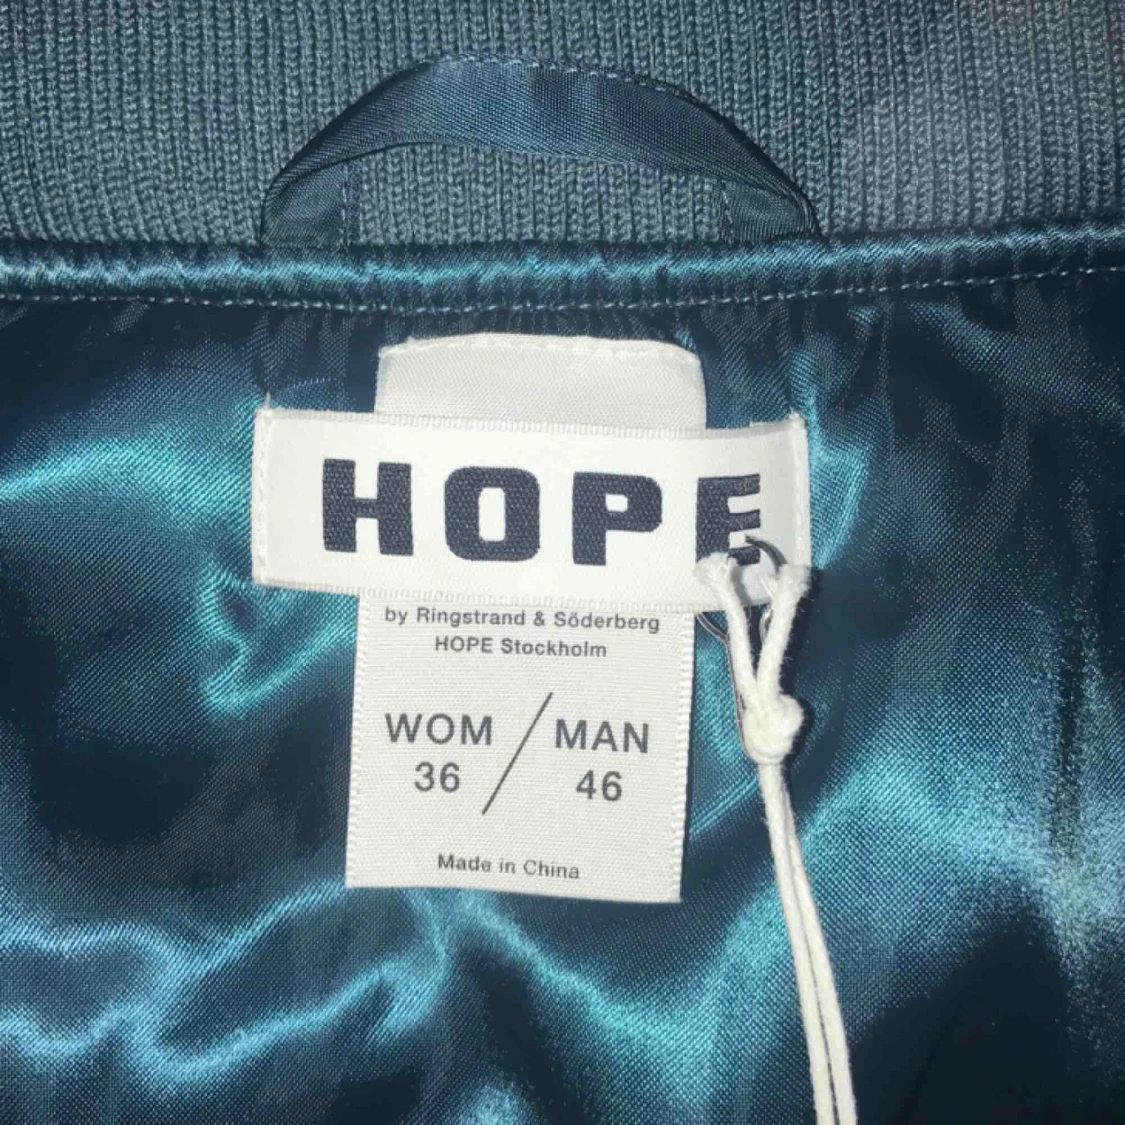 HOPE
by Ringstrand & Söderberg
HOPE Stockholm
WOM / MAN
36 46
Made in China